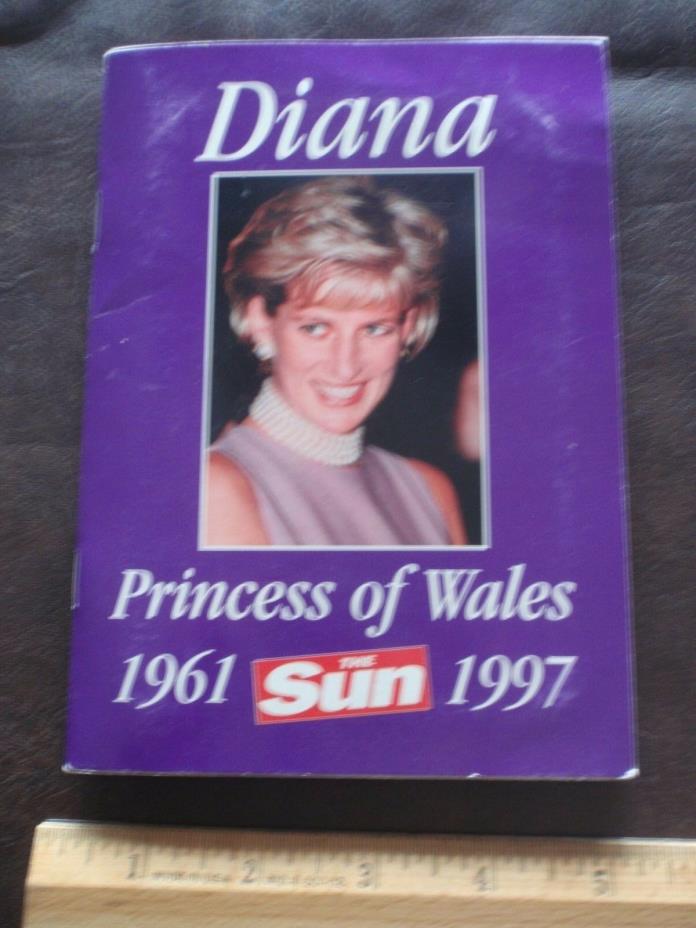 Diana
Princess of Wales
1961 THE Sun 1997
1 2 3 4 5